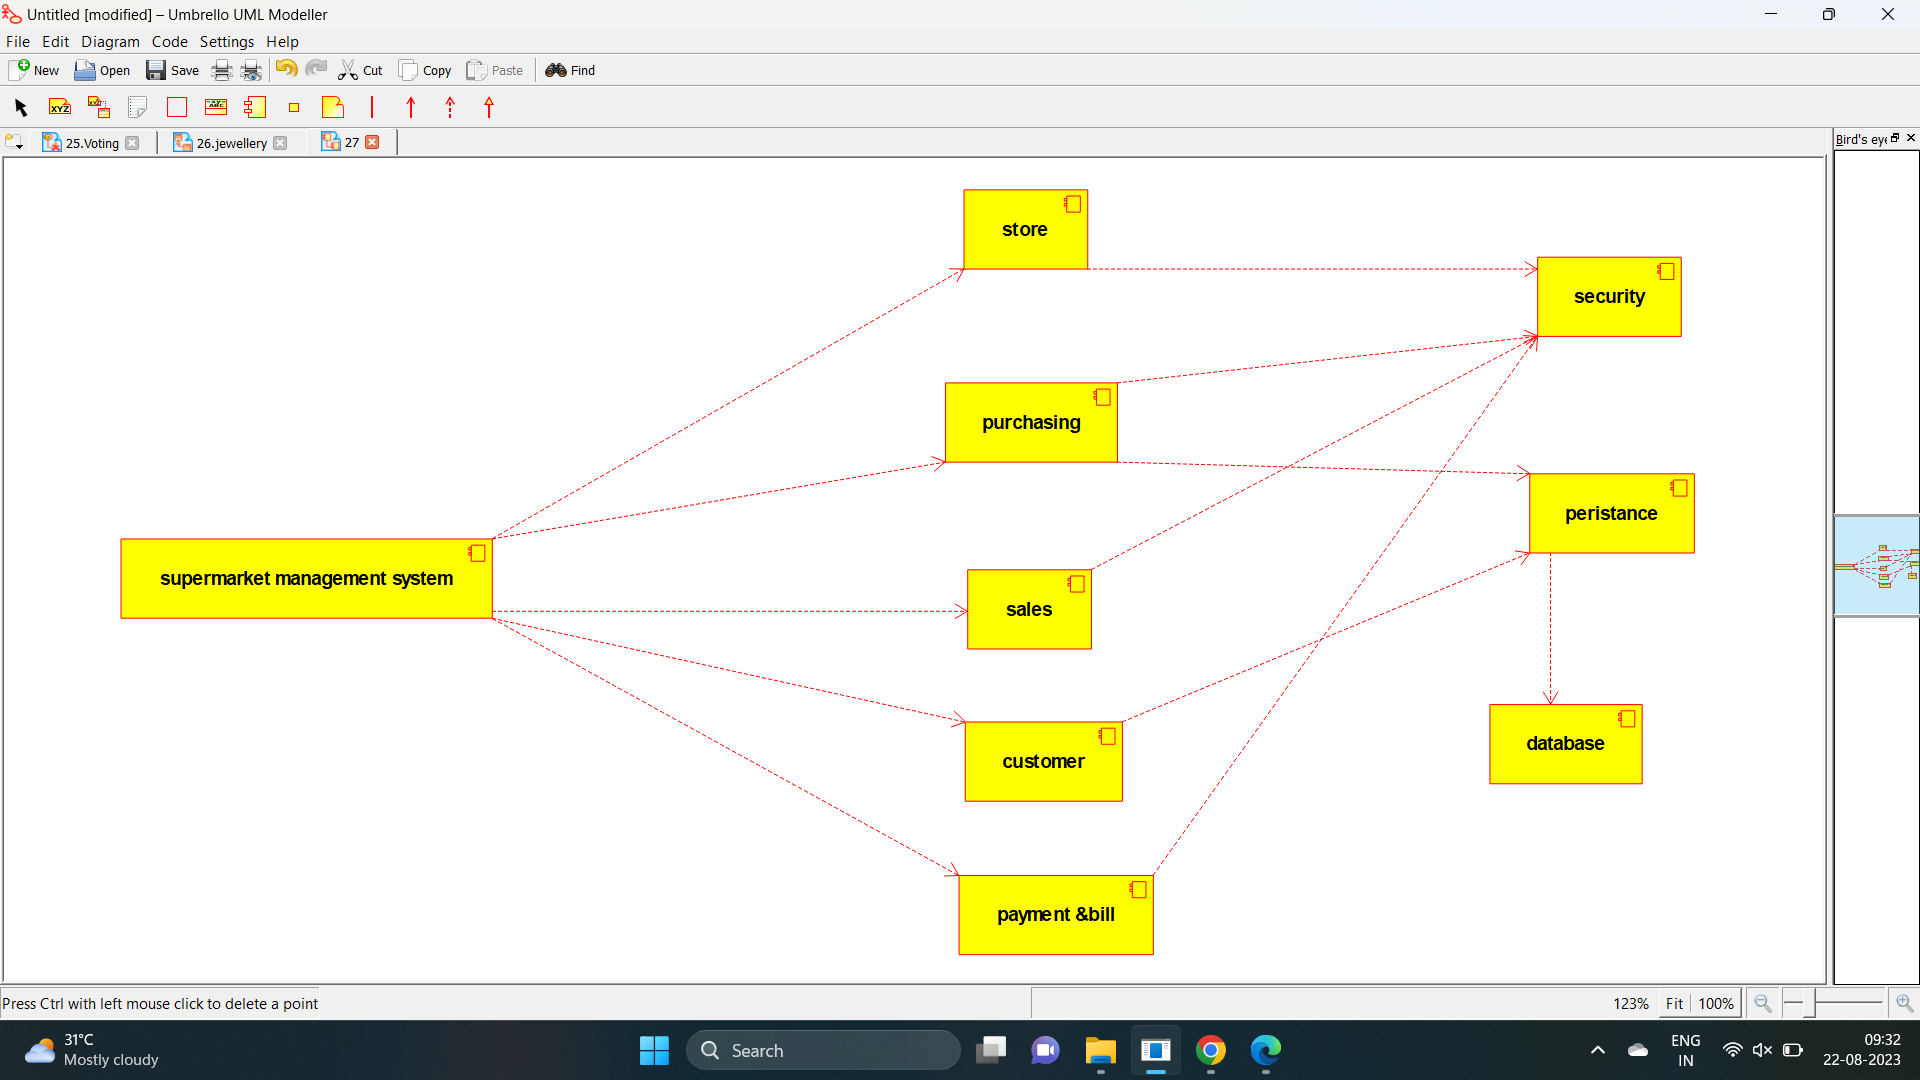 Untitled [modified] – Umbrello UML Modeller
File Edit Diagram Code Settings Help
New Open Save Cut Copy Paste Find
XYZ XYZ ABC
25.Voting 26.jewellery 27
Bird's eye
store
security
purchasing
peristance
supermarket management system
sales
database
customer
payment &bill
Press Ctrl with left mouse click to delete a point
123% Fit 100%
31°C
Mostly cloudy
Search
ENG
IN
09:32
22-08-2023